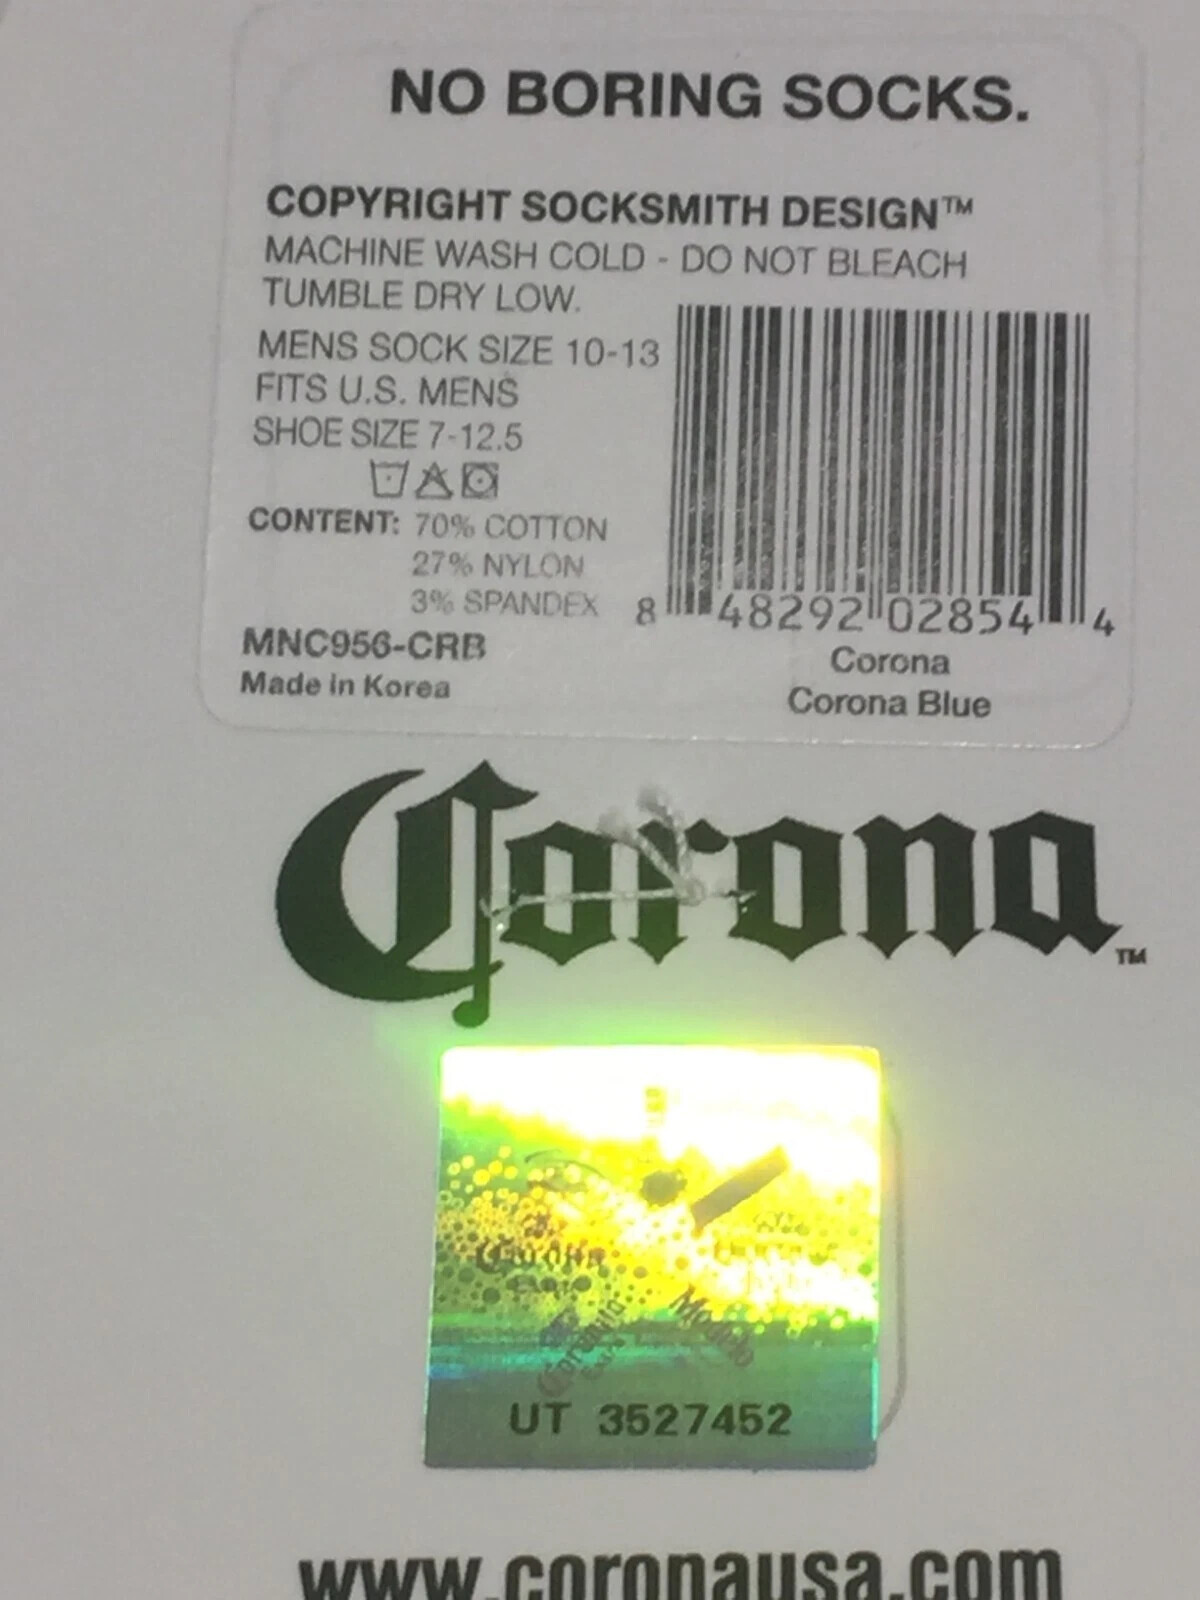 NO BORING SOCKS.
COPYRIGHT SOCKSMITH DESIGN™
MACHINE WASH COLD - DO NOT BLEACH
TUMBLE DRY LOW.
MENS SOCK SIZE 10-13
FITS U.S. MENS
SHOE SIZE 7-12.5
CONTENT: 70% COTTON
27% NYLON
3% SPANDEX
8 48292 02854 4
MNC956-CRB
Made in Korea
Corona
Corona Blue
Corona™
Corona
Modelo
UT 3527452
www.coronausa.com